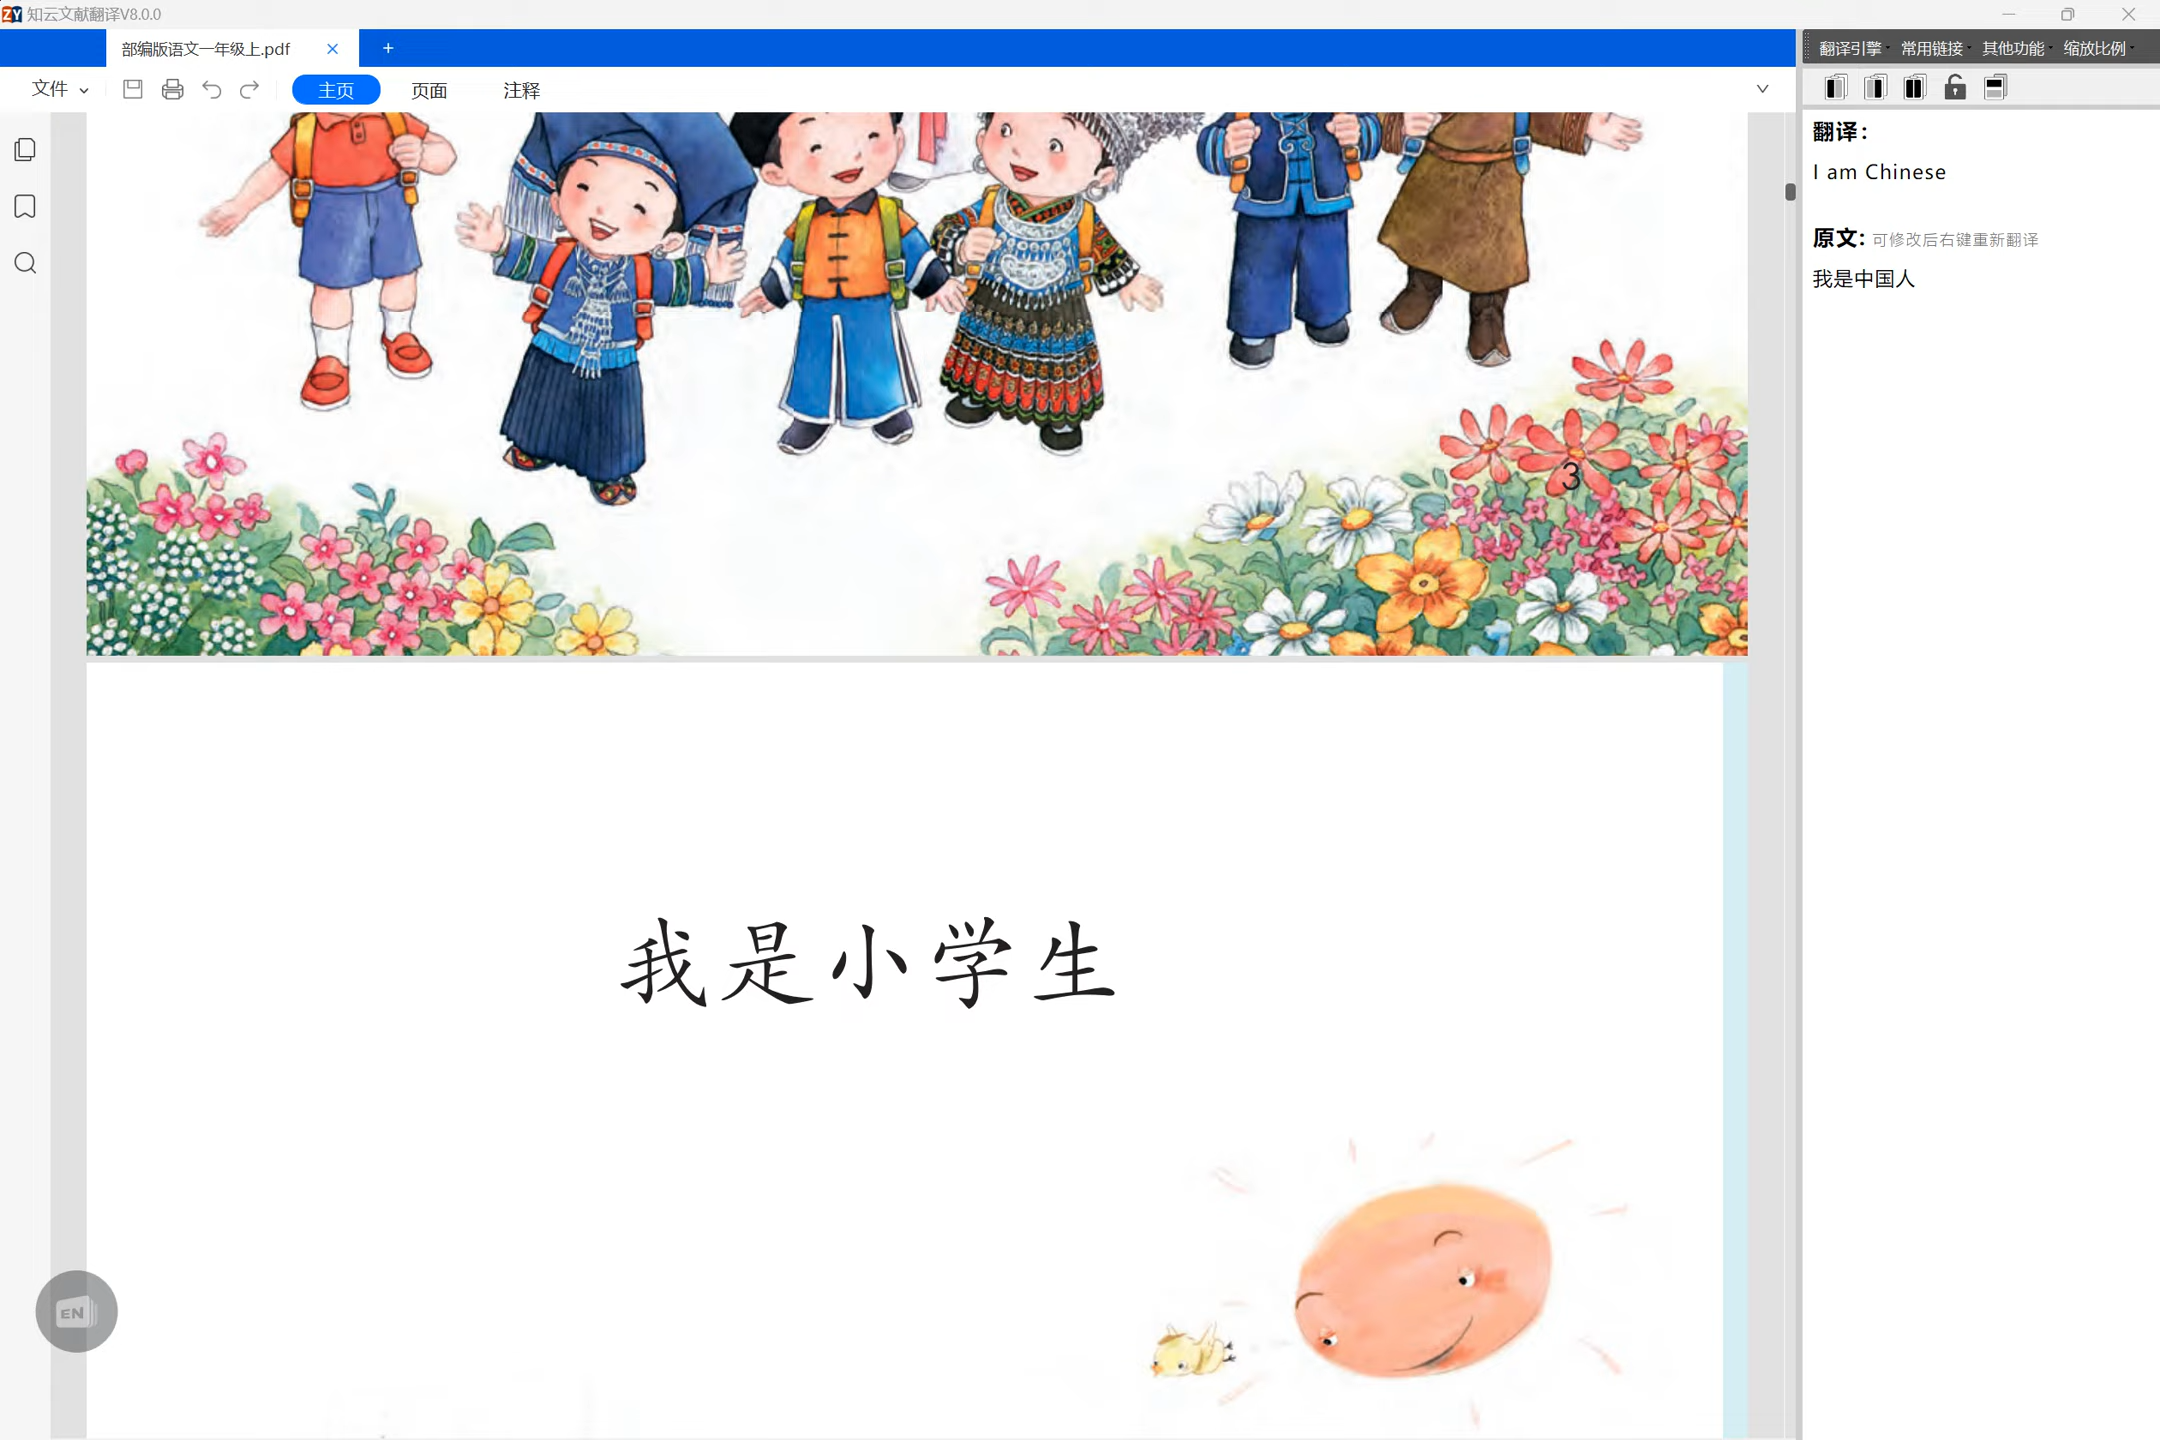 知云文献翻译V8.0.0
部编版语文一年级上.pdf
文件
主页
页面
注释
翻译引擎 常用链接 其他功能 缩放比例
翻译：
I am Chinese
原文: 可修改后右键重新翻译
我是中国人
3
我是小学生
EN